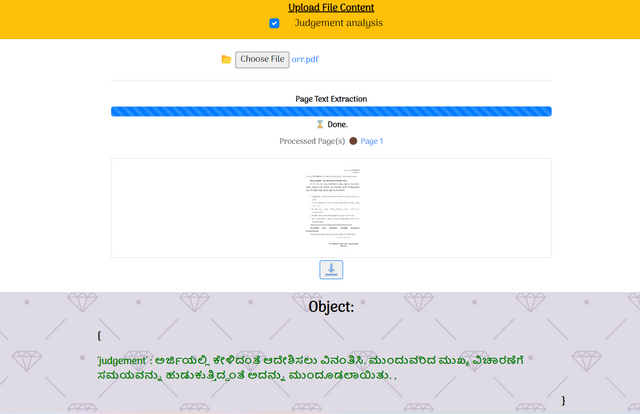 Upload File Content
Judgement analysis
Choose File orr.pdf
Page Text Extraction
⏳ Done.
Processed Page(s) Page 1
Object:
{
'judgement' : ಅರ್ಜಿಯಲ್ಲಿ ಕೇಳಿದಂತೆ ಆದೇಶಿಸಲು ವಿನಂತಿಸಿ, ಮುಂದುವರಿದ ಮುಖ್ಯ ವಿಚಾರಣೆಗೆ
ಸಮಯವನ್ನು ಹುಡುಕುತ್ತಿದ್ದಂತೆ ಅದನ್ನು ಮುಂದೂಡಲಾಯಿತು. ,
}